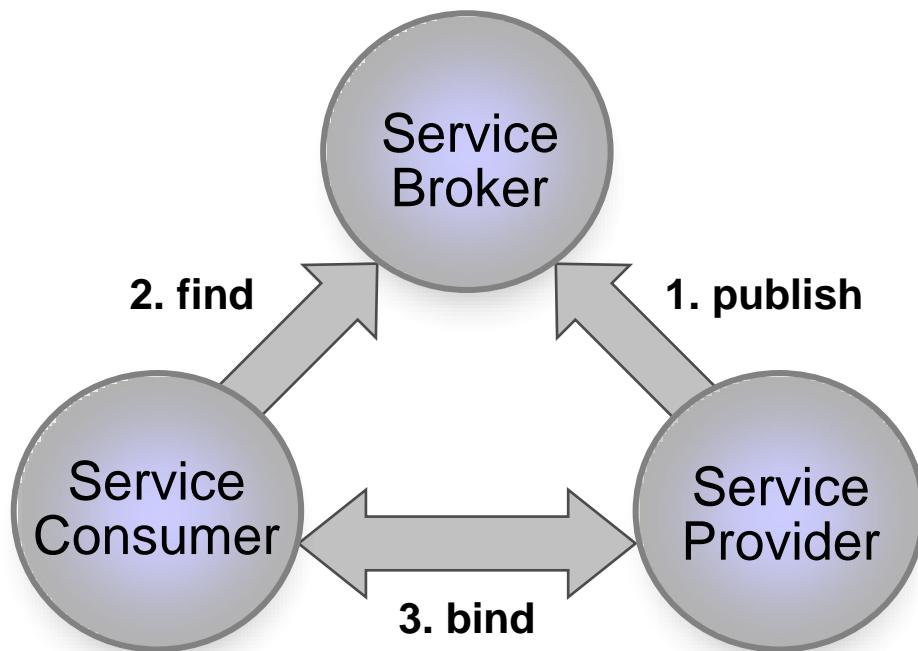 Service
Broker
2. find
1. publish
Service
Consumer
Service
Provider
3. bind